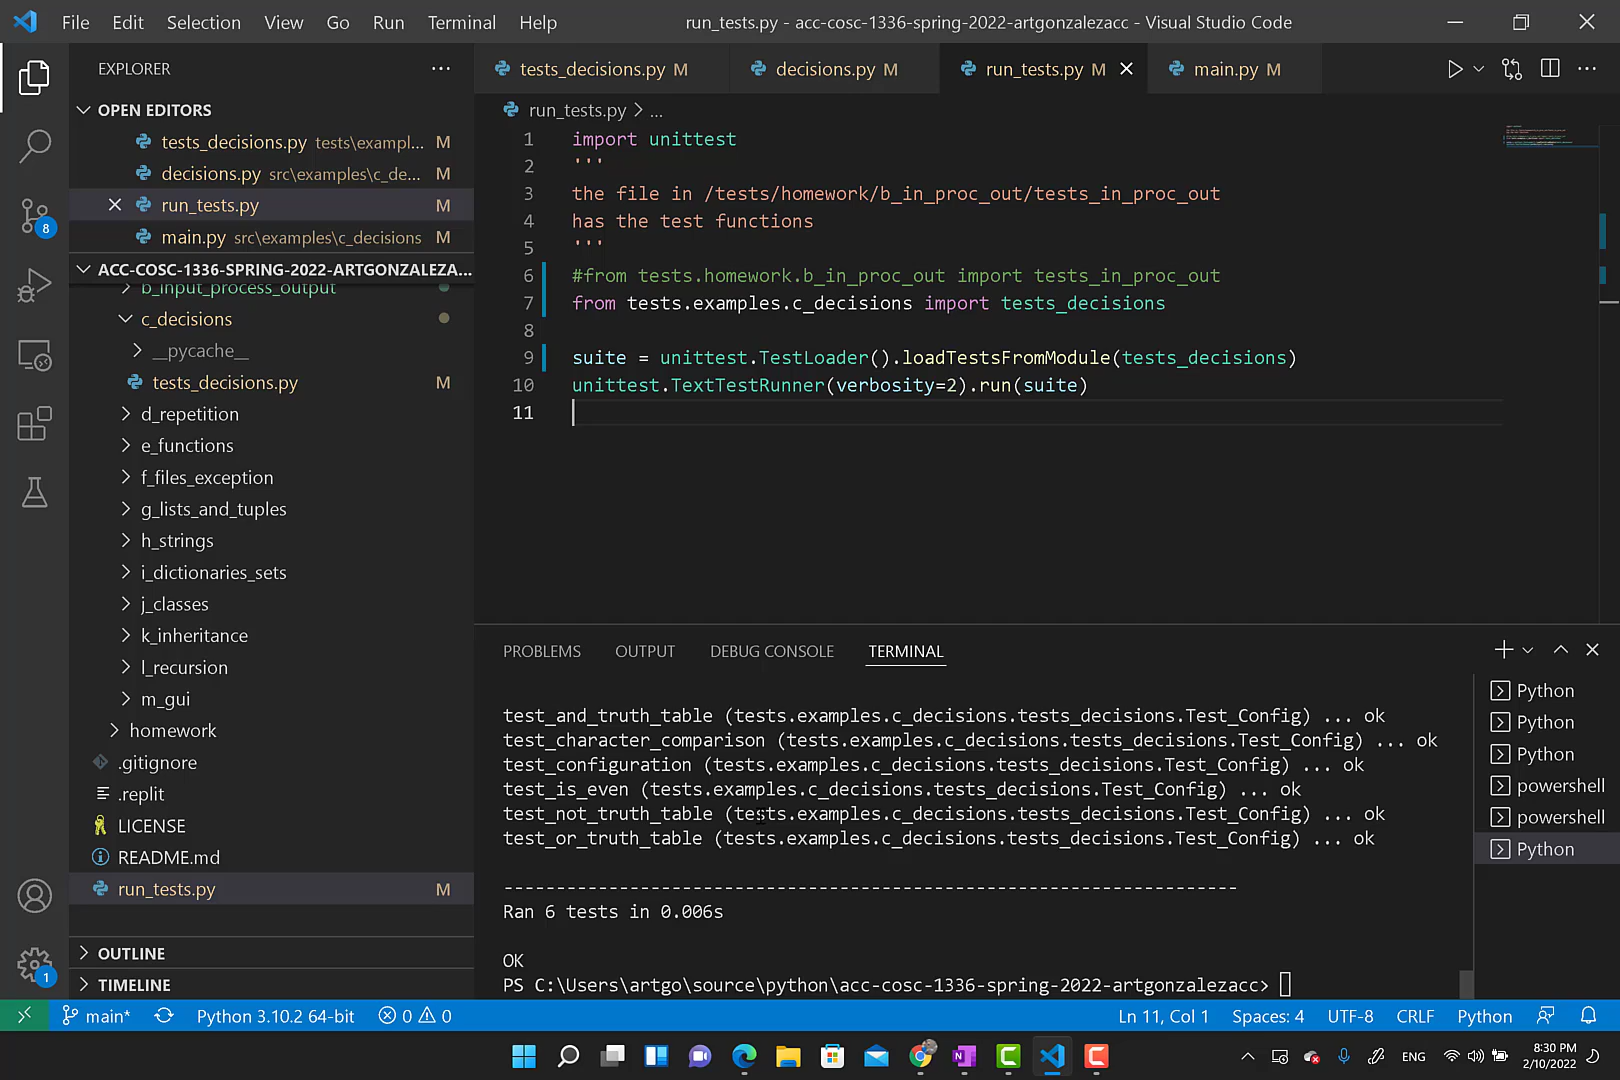 File Edit Selection View Go Run Terminal Help run_tests.py - acc-cosc-1336-spring-2022-artgonzalezacc - Visual Studio Code
EXPLORER
OPEN EDITORS
tests_decisions.py tests\exampl... M
decisions.py src\examples\c_de... M
run_tests.py M
main.py src\examples\c_decisions M
ACC-COSC-1336-SPRING-2022-ARTGONZALEZA...
b_input_process_output
c_decisions
__pycache__
tests_decisions.py M
d_repetition
e_functions
f_files_exception
g_lists_and_tuples
h_strings
i_dictionaries_sets
j_classes
k_inheritance
l_recursion
m_gui
homework
.gitignore
.replit
LICENSE
README.md
run_tests.py M
OUTLINE
TIMELINE
8
1
tests_decisions.py M decisions.py M run_tests.py M main.py M
run_tests.py > ...
1 import unittest
2 '''
3 the file in /tests/homework/b_in_proc_out/tests_in_proc_out
4 has the test functions
5 '''
6 #from tests.homework.b_in_proc_out import tests_in_proc_out
7 from tests.examples.c_decisions import tests_decisions
8
9 suite = unittest.TestLoader().loadTestsFromModule(tests_decisions)
10 unittest.TextTestRunner(verbosity=2).run(suite)
11
PROBLEMS OUTPUT DEBUG CONSOLE TERMINAL
test_and_truth_table (tests.examples.c_decisions.tests_decisions.Test_Config) ... ok
test_character_comparison (tests.examples.c_decisions.tests_decisions.Test_Config) ... ok
test_configuration (tests.examples.c_decisions.tests_decisions.Test_Config) ... ok
test_is_even (tests.examples.c_decisions.tests_decisions.Test_Config) ... ok
test_not_truth_table (tests.examples.c_decisions.tests_decisions.Test_Config) ... ok
test_or_truth_table (tests.examples.c_decisions.tests_decisions.Test_Config) ... ok
----------------------------------------------------------------------
Ran 6 tests in 0.006s
OK
PS C:\Users\artgo\source\python\acc-cosc-1336-spring-2022-artgonzalezacc>
Python
Python
Python
powershell
powershell
Python
main* Python 3.10.2 64-bit 0 0 Ln 11, Col 1 Spaces: 4 UTF-8 CRLF Python
ENG 8:30 PM
2/10/2022